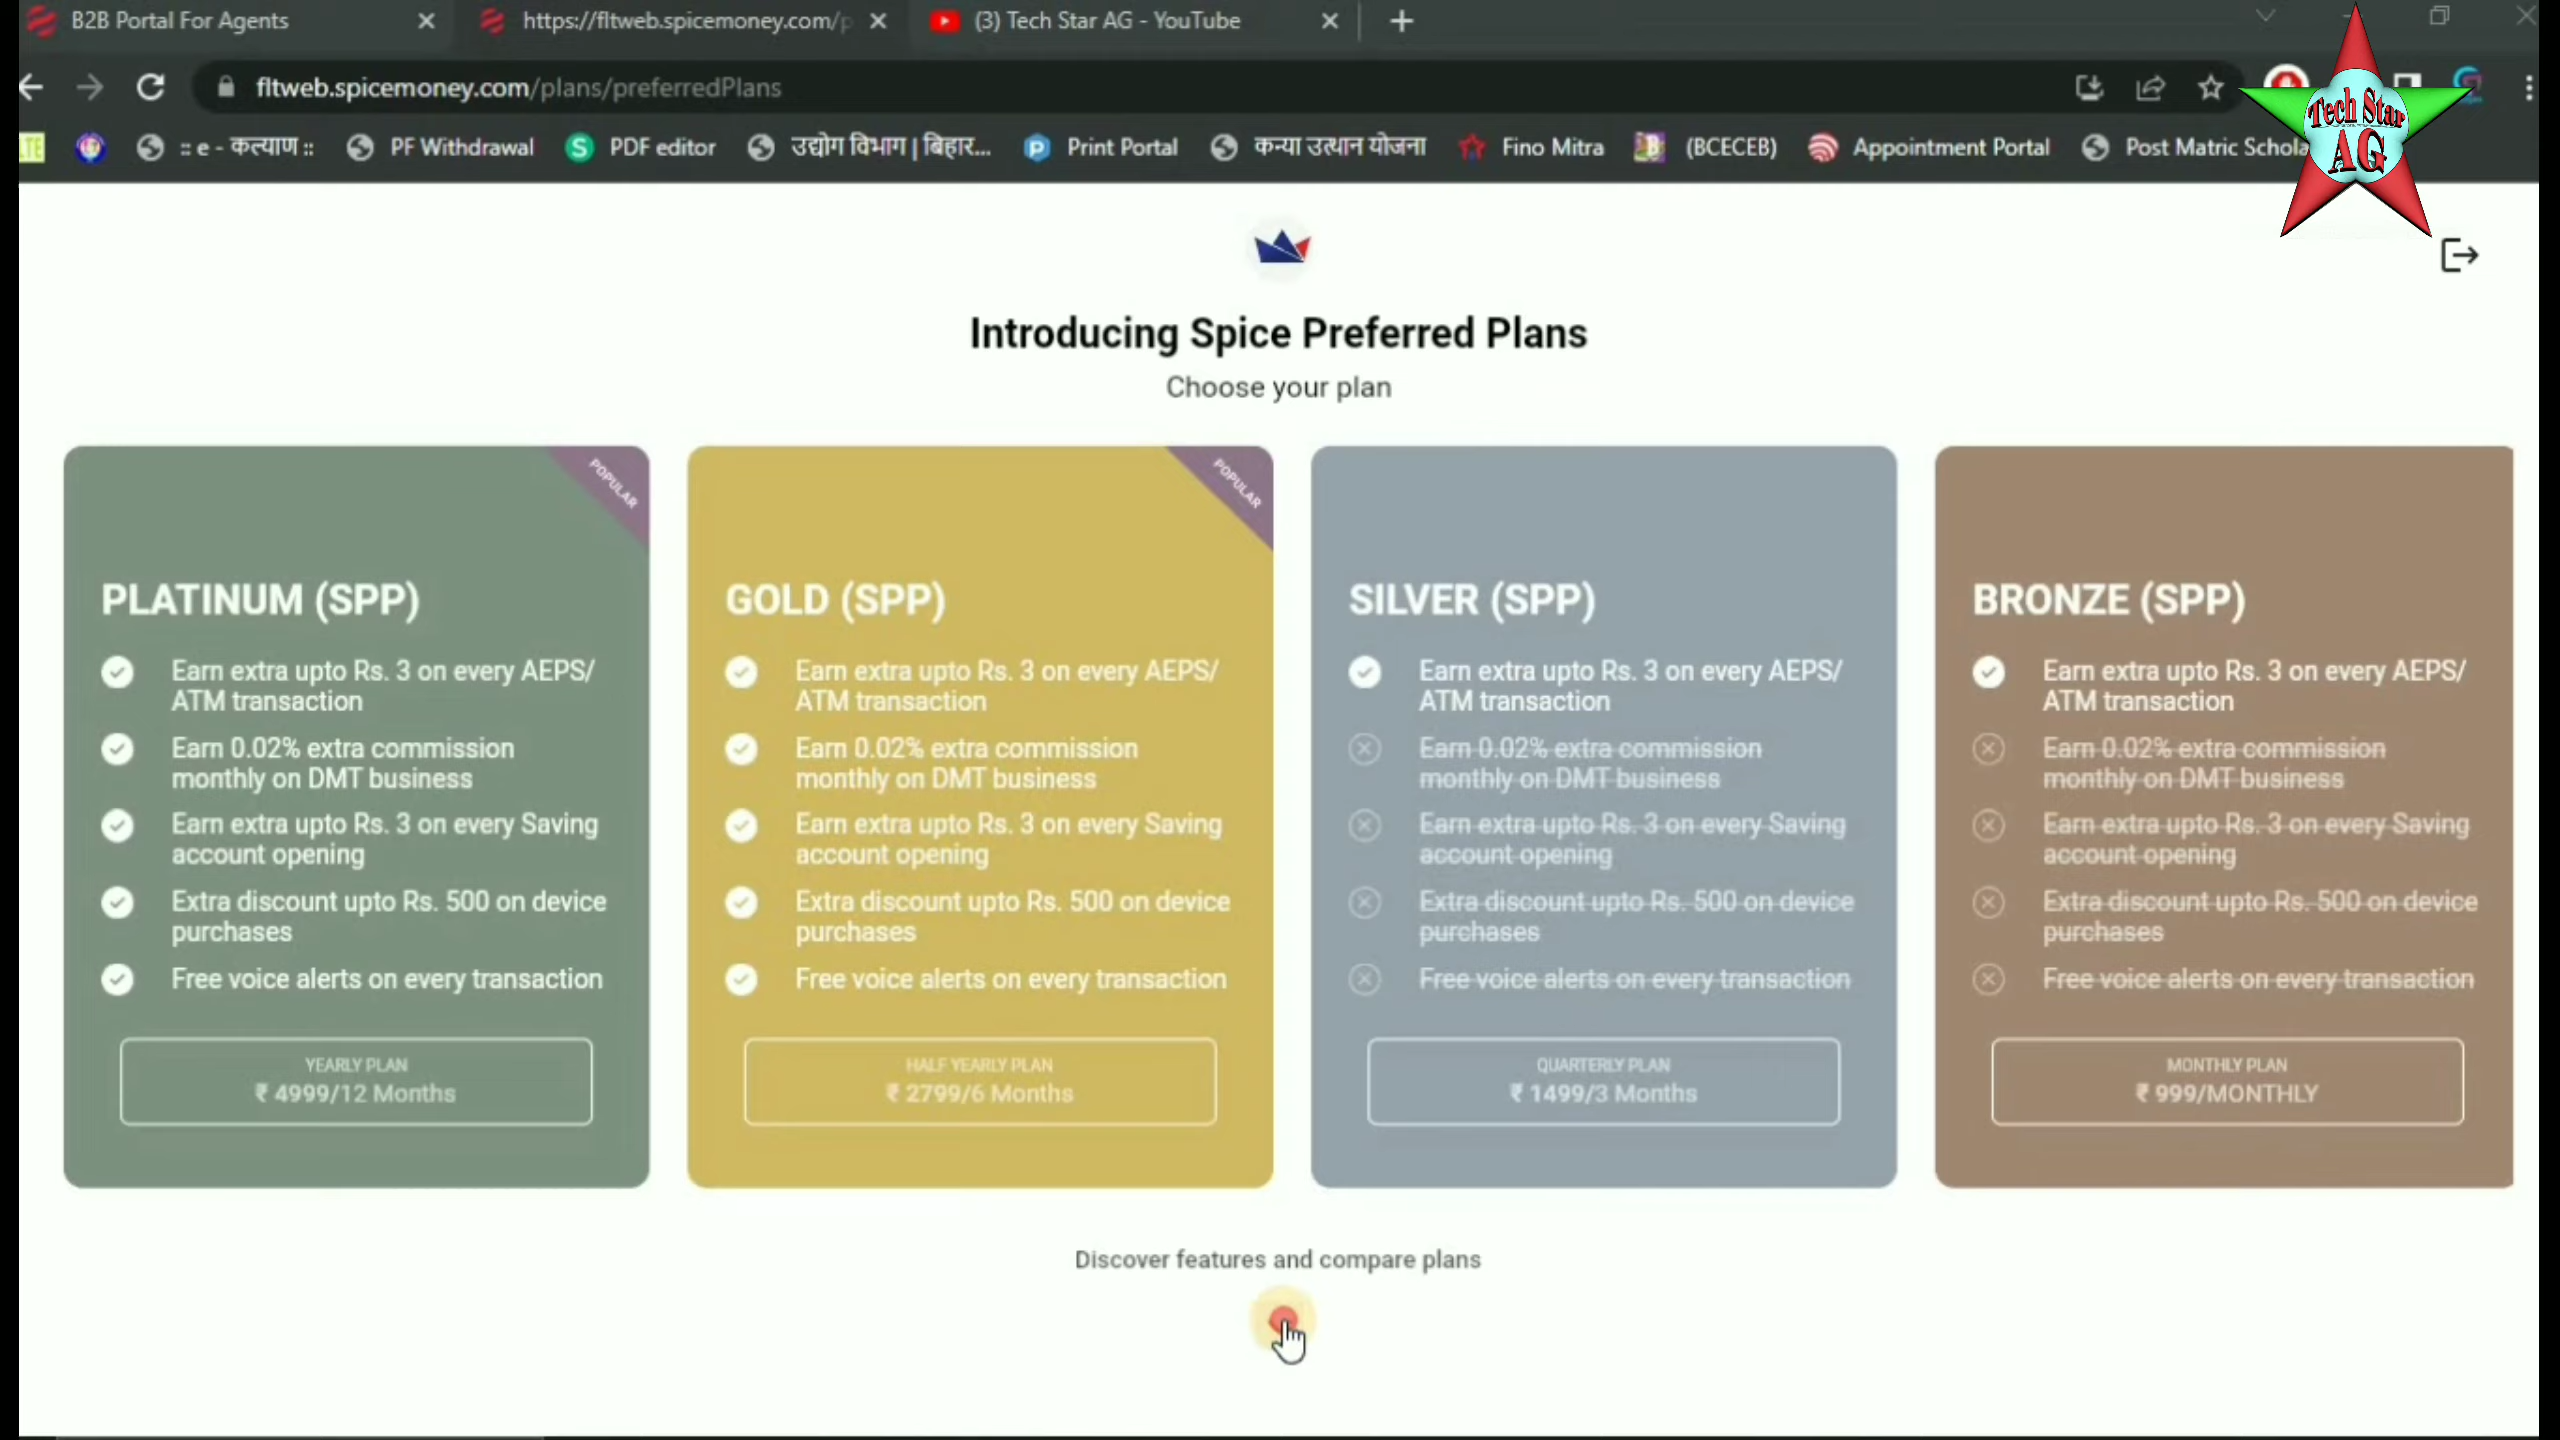 B2B Portal For Agents
https://fltweb.spicemoney.com/p
(3) Tech Star AG - YouTube
fltweb.spicemoney.com/plans/preferredPlans
LTE
:: e - कल्याण ::
PF Withdrawal
PDF editor
उद्योग विभाग | बिहार...
Print Portal
कन्या उत्थान योजना
Fino Mitra
(BCECEB)
Appointment Portal
Post Matric Schola
Tech Star
AG
Introducing Spice Preferred Plans
Choose your plan
POPULAR
PLATINUM (SPP)
Earn extra upto Rs. 3 on every AEPS/
ATM transaction
Earn 0.02% extra commission
monthly on DMT business
Earn extra upto Rs. 3 on every Saving
account opening
Extra discount upto Rs. 500 on device
purchases
Free voice alerts on every transaction
YEARLY PLAN
₹ 4999/12 Months
POPULAR
GOLD (SPP)
Earn extra upto Rs. 3 on every AEPS/
ATM transaction
Earn 0.02% extra commission
monthly on DMT business
Earn extra upto Rs. 3 on every Saving
account opening
Extra discount upto Rs. 500 on device
purchases
Free voice alerts on every transaction
HALF YEARLY PLAN
₹ 2799/6 Months
SILVER (SPP)
Earn extra upto Rs. 3 on every AEPS/
ATM transaction
Earn 0.02% extra commission
monthly on DMT business
Earn extra upto Rs. 3 on every Saving
account opening
Extra discount upto Rs. 500 on device
purchases
Free voice alerts on every transaction
QUARTERLY PLAN
₹ 1499/3 Months
BRONZE (SPP)
Earn extra upto Rs. 3 on every AEPS/
ATM transaction
Earn 0.02% extra commission
monthly on DMT business
Earn extra upto Rs. 3 on every Saving
account opening
Extra discount upto Rs. 500 on device
purchases
Free voice alerts on every transaction
MONTHLY PLAN
₹ 999/MONTHLY
Discover features and compare plans